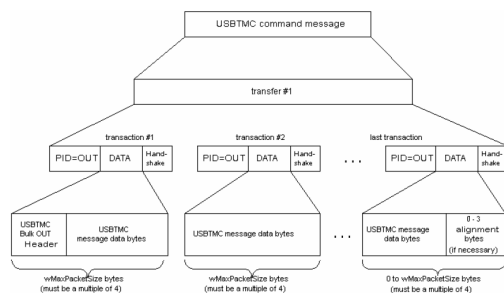 USBTMC command message
transfer #1
transaction #1
transaction #2
last transaction
PID=OUT
DATA
Hand-
shake
PID=OUT
DATA
Hand-
shake
. . .
PID=OUT
DATA
Hand-
shake
USBTMC
Bulk OUT
Header
USBTMC
message data bytes
USBTMC message data bytes
...
USBTMC message
data bytes
0 - 3
alignment
bytes
(if necessary)
wMaxPacketSize bytes
(must be a multiple of 4)
wMaxPacketSize bytes
(must be a multiple of 4)
0 to wMaxPacketSize bytes
(must be a multiple of 4)